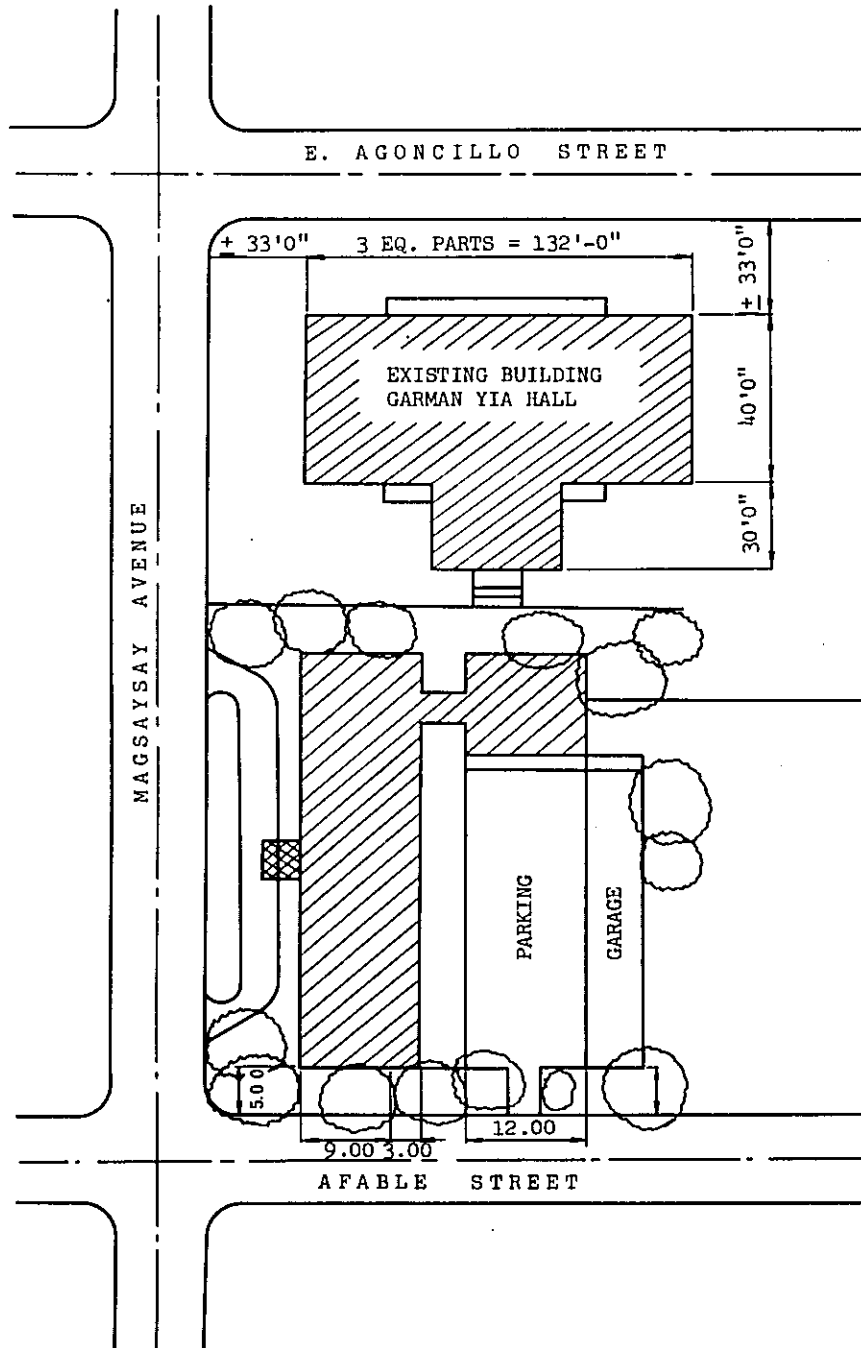 E. AGONCILLO STREET
± 33'0"
3 EQ. PARTS = 132'-0"
± 33'0"
EXISTING BUILDING
GARMAN YIA HALL
40'0"
30'0"
MAGSAYSAY AVENUE
PARKING
GARAGE
5.00
12.00
9.00 3.00
AFABLE STREET